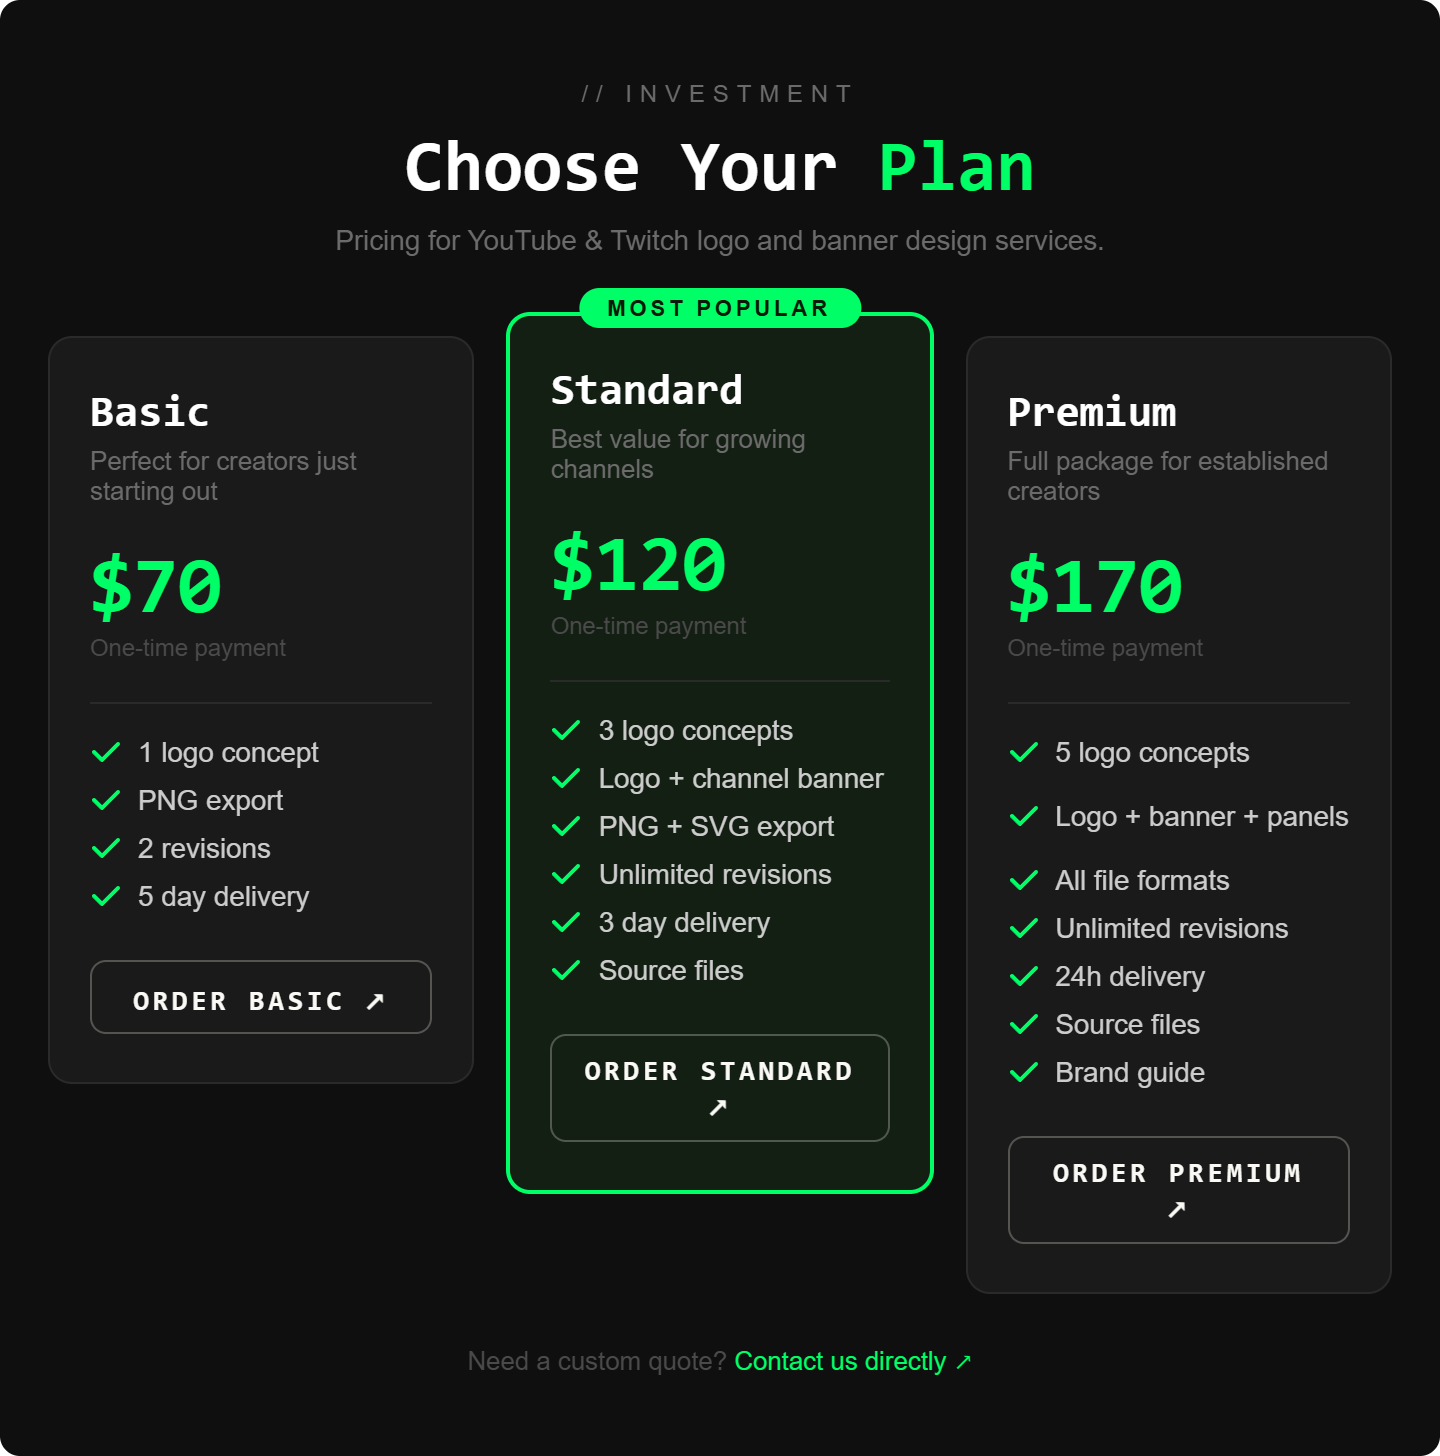 // INVESTMENT
Choose Your Plan
Pricing for YouTube & Twitch logo and banner design services.
Basic
Perfect for creators just
starting out
$70
One-time payment
1 logo concept
PNG export
2 revisions
5 day delivery
ORDER BASIC ↗
MOST POPULAR
Standard
Best value for growing
channels
$120
One-time payment
3 logo concepts
Logo + channel banner
PNG + SVG export
Unlimited revisions
3 day delivery
Source files
ORDER STANDARD
↗
Premium
Full package for established
creators
$170
One-time payment
5 logo concepts
Logo + banner + panels
All file formats
Unlimited revisions
24h delivery
Source files
Brand guide
ORDER PREMIUM
↗
Need a custom quote? Contact us directly ↗